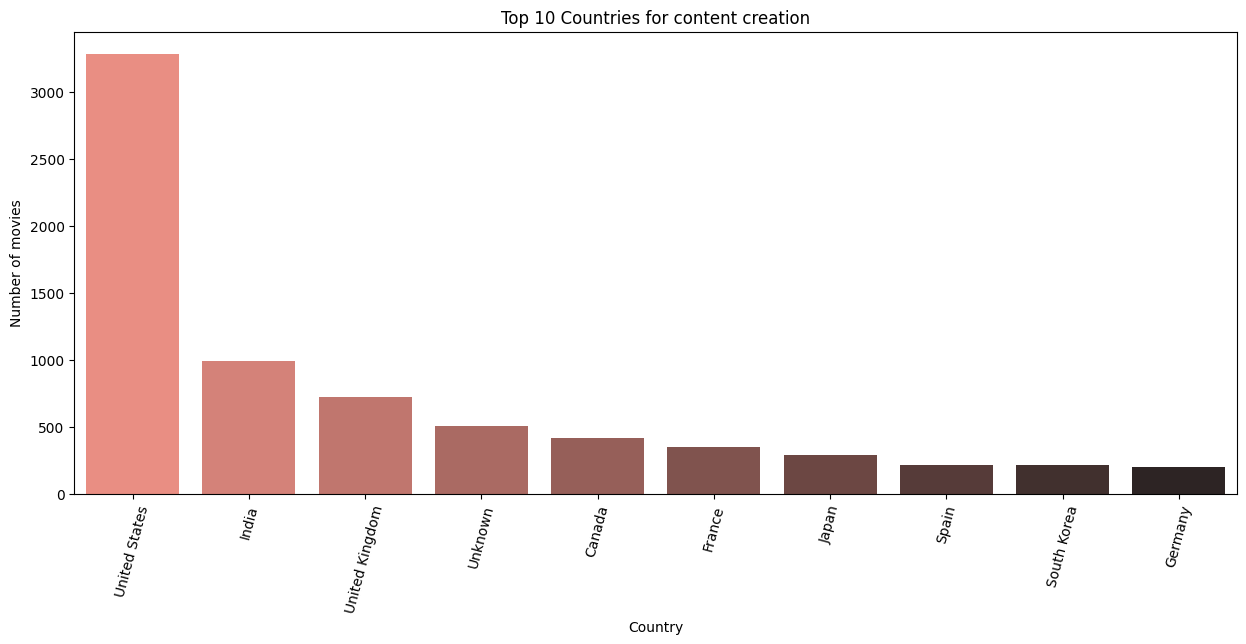 Top 10 Countries for content creation
Number of movies
3000
2500
2000
1500
1000
500
0
United States
India
United Kingdom
Unknown
Canada
France
Japan
Spain
South Korea
Germany
Country